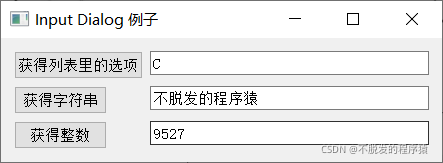 Input Dialog 例子
获得列表里的选项 C
获得字符串 不脱发的程序猿
获得整数 9527
CSDN @不脱发的程序猿